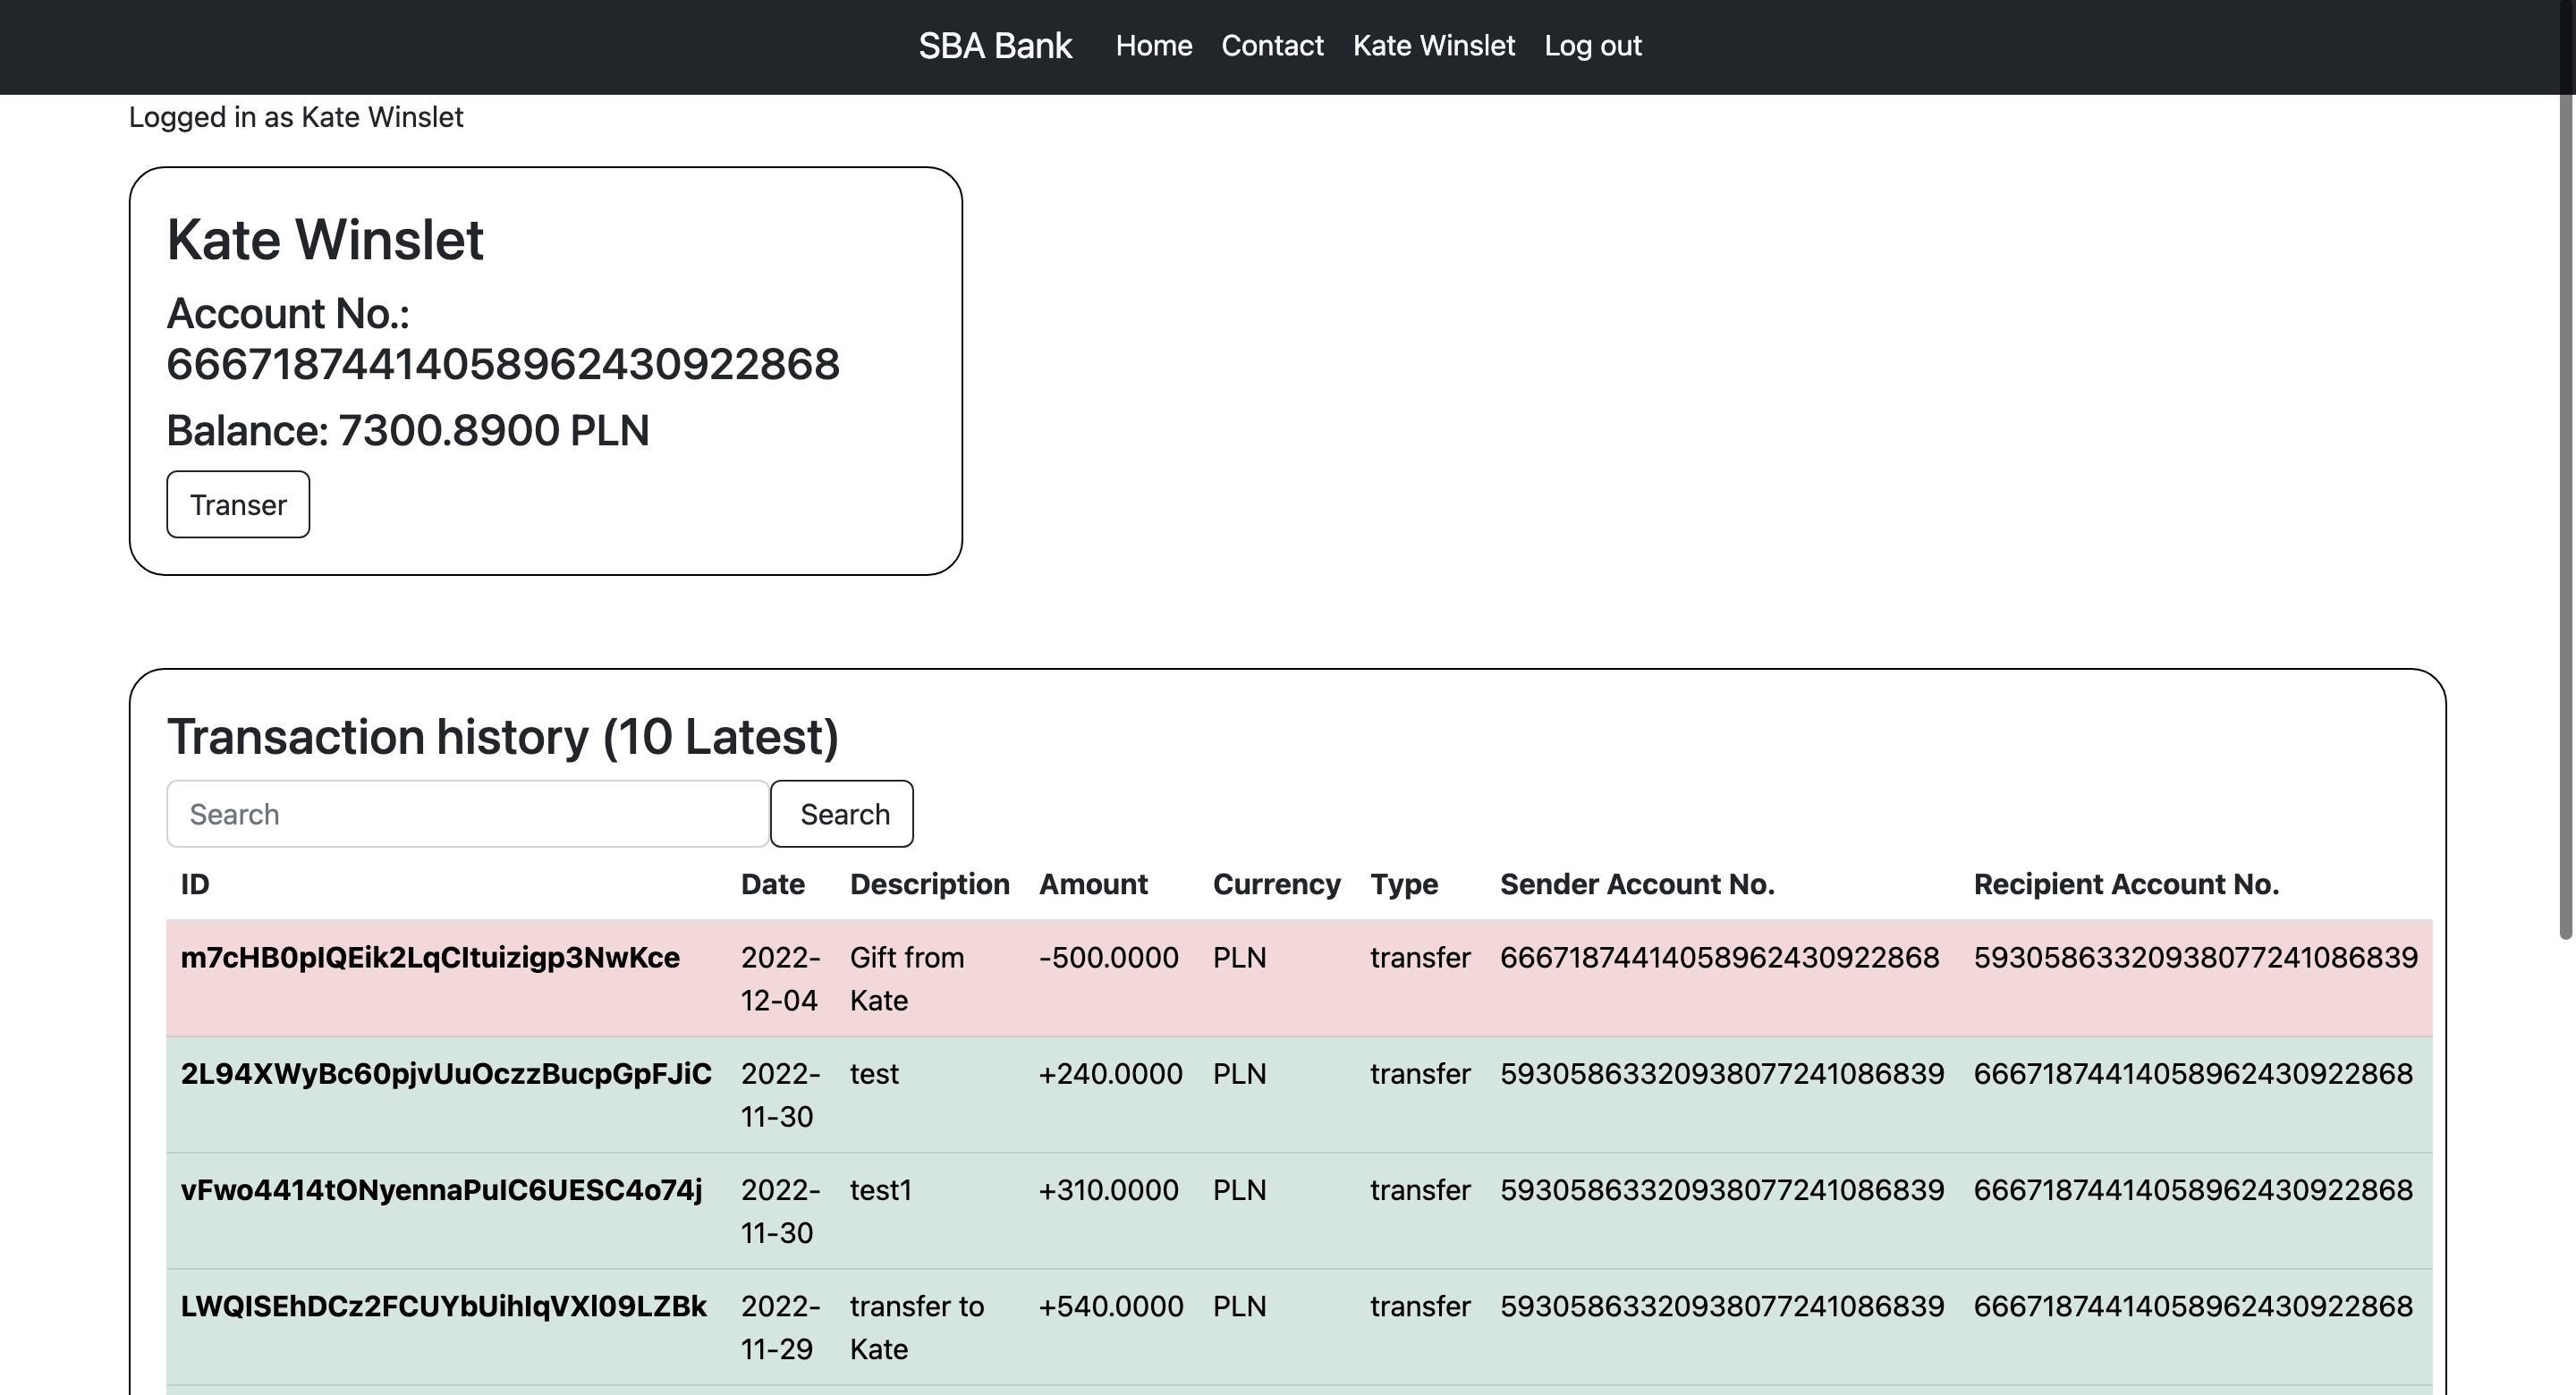 SBA Bank Home Contact Kate Winslet Log out
Logged in as Kate Winslet
Kate Winslet
Account No.:
66671874414058962430922868
Balance: 7300.8900 PLN
Transer
Transaction history (10 Latest)
Search Search
ID Date Description Amount Currency Type Sender Account No. Recipient Account No.
m7cHB0pIQEik2LqCItuizigp3NwKce 2022- Gift from -500.0000 PLN transfer 66671874414058962430922868 59305863320938077241086839
12-04 Kate
2L94XWyBc60pjvUuOczzBucpGpFJiC 2022- test +240.0000 PLN transfer 59305863320938077241086839 66671874414058962430922868
11-30
vFwo4414tONyennaPuIC6UESC4o74j 2022- test1 +310.0000 PLN transfer 59305863320938077241086839 66671874414058962430922868
11-30
LWQISEhDCz2FCUYbUihIqVXl09LZBk 2022- transfer to +540.0000 PLN transfer 59305863320938077241086839 66671874414058962430922868
11-29 Kate